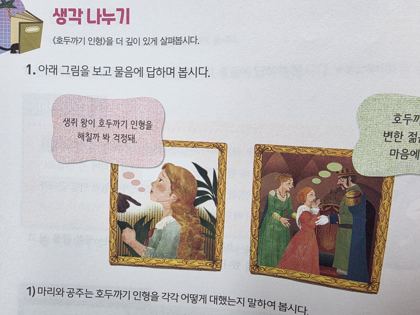 생각 나누기
《호두까기 인형》을 더 깊이 있게 살펴봅시다.
1. 아래 그림을 보고 물음에 답하며 봅시다.
생쥐 왕이 호두까기 인형을
해칠까 봐 걱정돼.
호두까
변한 젊
마음에
1) 마리와 공주는 호두까기 인형을 각각 어떻게 대했는지 말하여 봅시다.